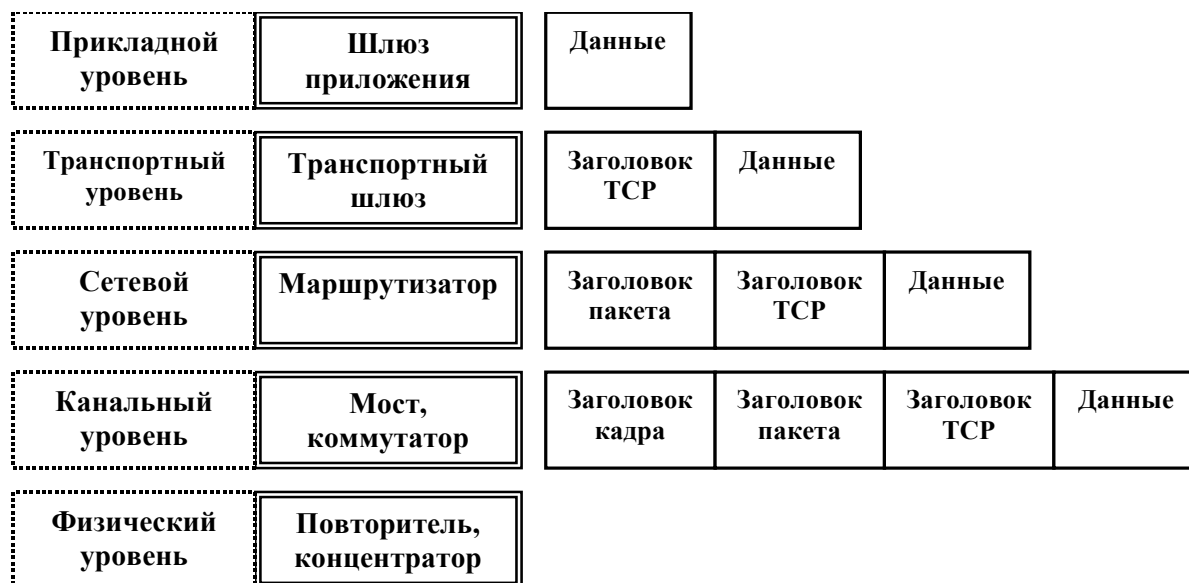 Прикладной
уровень
Шлюз
приложения
Данные
Транспортный
уровень
Транспортный
шлюз
Заголовок
TCP
Данные
Сетевой
уровень
Маршрутизатор
Заголовок
пакета
Заголовок
TCP
Данные
Канальный
уровень
Мост,
коммутатор
Заголовок
кадра
Заголовок
пакета
Заголовок
TCP
Данные
Физический
уровень
Повторитель,
концентратор